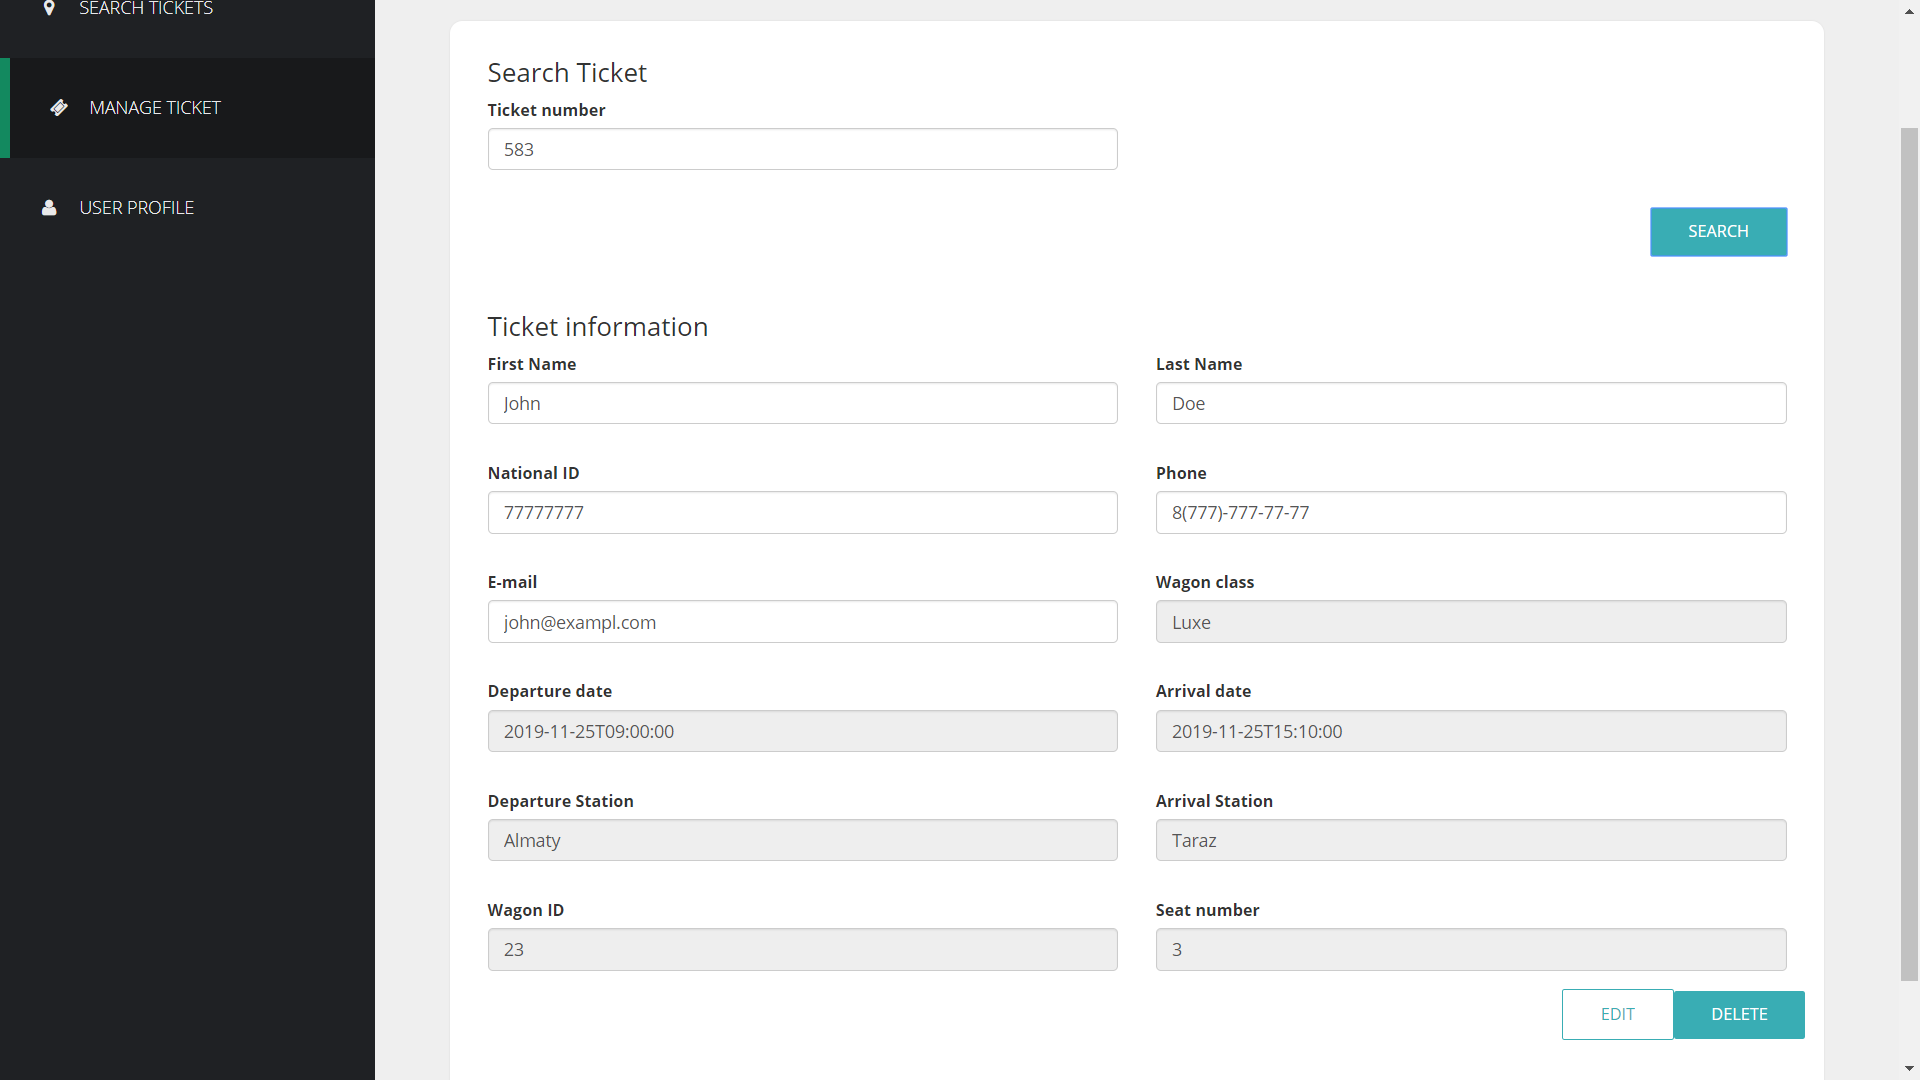 SEARCH TICKETS
MANAGE TICKET
USER PROFILE
Search Ticket
Ticket number
583
SEARCH
Ticket information
First Name
Last Name
John
Doe
National ID
Phone
77777777
8(777)-777-77-77
E-mail
Wagon class
john@exampl.com
Luxe
Departure date
Arrival date
2019-11-25T09:00:00
2019-11-25T15:10:00
Departure Station
Arrival Station
Almaty
Taraz
Wagon ID
Seat number
23
3
EDIT
DELETE